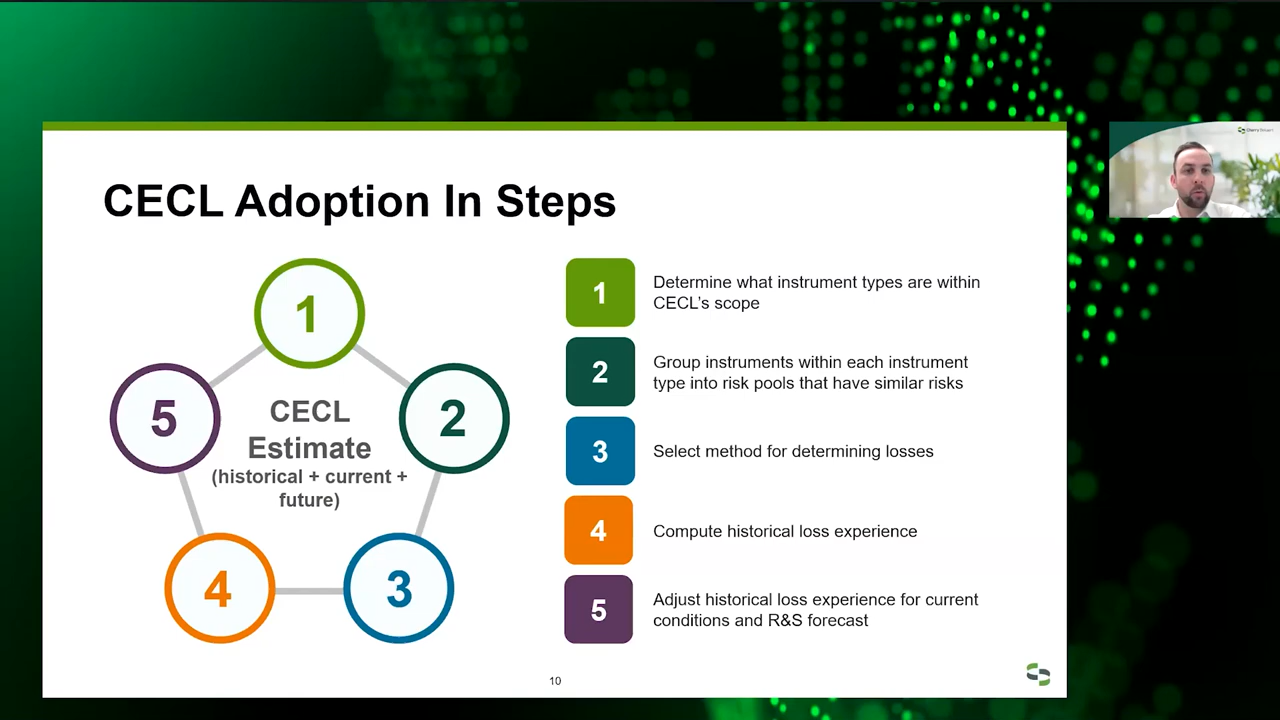 CECL Adoption In Steps
1
2
3
4
5
CECL
Estimate
(historical + current +
future)
1
Determine what instrument types are within
CECL's scope
2
Group instruments within each instrument
type into risk pools that have similar risks
3
Select method for determining losses
4
Compute historical loss experience
5
Adjust historical loss experience for current
conditions and R&S forecast
10